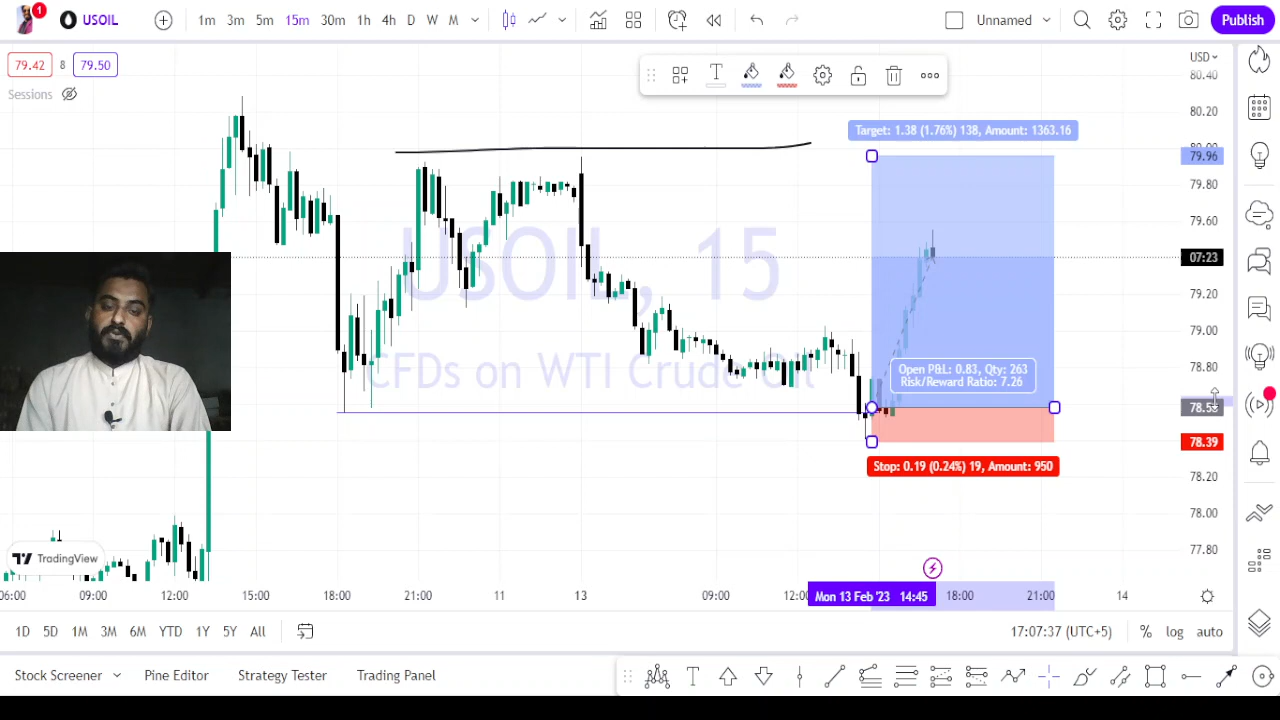 1
USOIL
1m 3m 5m 15m 30m 1h 4h D W M
Unnamed
Publish
79.42 8 79.50
Sessions
USD
80.40
80.20
80.00
79.96
79.80
79.60
07:23
79.20
79.00
78.80
78.58
78.39
78.20
78.00
77.80
Target: 1.38 (1.76%) 138, Amount: 1363.16
USOIL, 15
CFDs on WTI Crude Oil
Open P&L: 0.83, Qty: 263
Risk/Reward Ratio: 7.26
Stop: 0.19 (0.24%) 19, Amount: 950
TradingView
06:00 09:00 12:00 15:00 18:00 21:00 11 13 09:00 12:00 Mon 13 Feb '23 14:45 18:00 21:00 14
1D 5D 1M 3M 6M YTD 1Y 5Y All
17:07:37 (UTC+5) % log auto
Stock Screener Pine Editor Strategy Tester Trading Panel